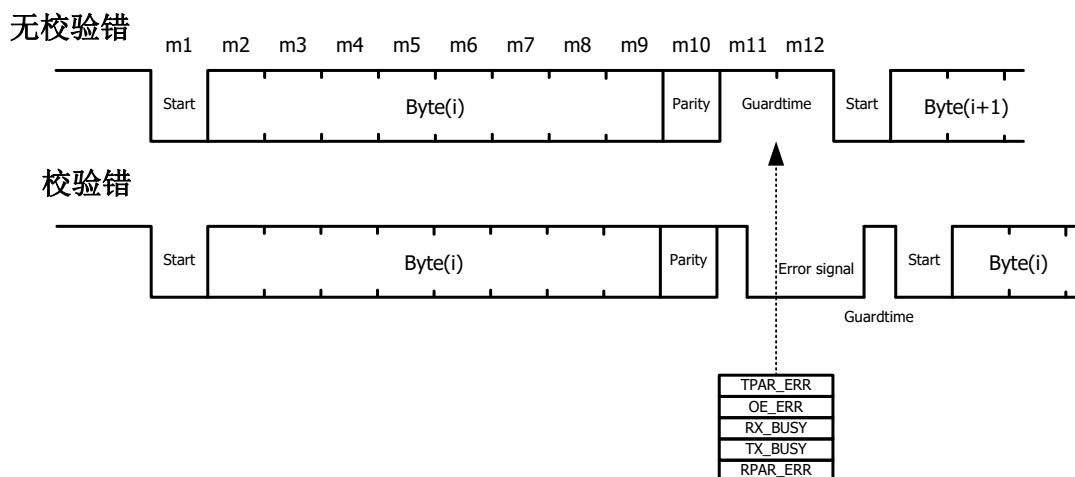 无校验错
m1 m2 m3 m4 m5 m6 m7 m8 m9 m10 m11 m12
Start Byte(i) Parity Guardtime Start Byte(i+1)
校验错
Start Byte(i) Parity Error signal Start Byte(i)
Guardtime
TPAR_ERR
OE_ERR
RX_BUSY
TX_BUSY
RPAR_ERR